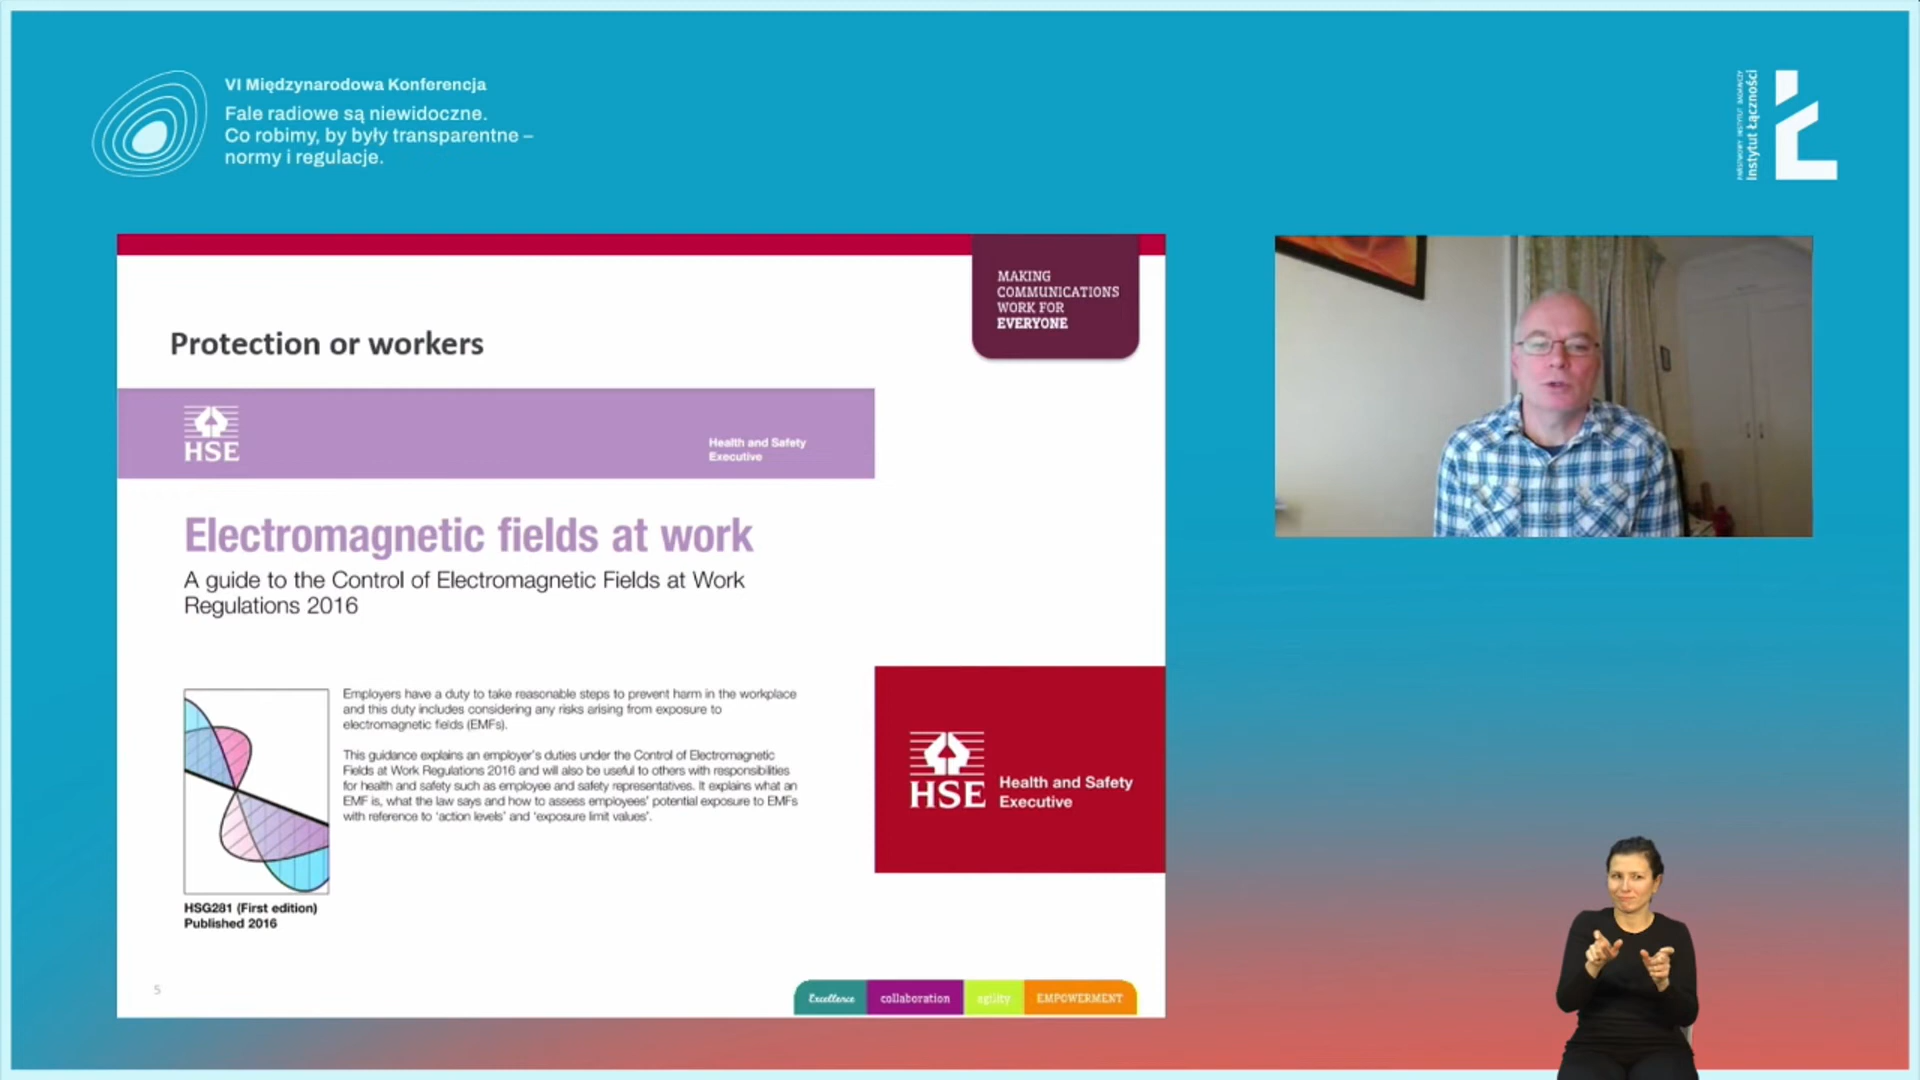 VI Międzynarodowa Konferencja
Fale radiowe są niewidoczne.
Co robimy, by były transparentne –
normy i regulacje.
PAŃSTWOWY INSTYTUT BADAWCZY
Instytut Łączności
MAKING
COMMUNICATIONS
WORK FOR
EVERYONE
Protection or workers
HSE
Health and Safety
Executive
Electromagnetic fields at work
A guide to the Control of Electromagnetic Fields at Work
Regulations 2016
Employers have a duty to take reasonable steps to prevent harm in the workplace
and this duty includes considering any risks arising from exposure to
electromagnetic fields (EMFs).
This guidance explains an employer's duties under the Control of Electromagnetic
Fields at Work Regulations 2016 and will also be useful to others with responsibilities
for health and safety such as employee and safety representatives. It explains what an
EMF is, what the law says and how to assess employees' potential exposure to EMFs
with reference to 'action levels' and 'exposure limit values'.
HSG281 (First edition)
Published 2016
HSE
Health and Safety
Executive
5
Excellence
collaboration
agility
EMPOWERMENT